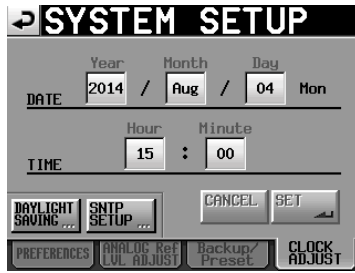 SYSTEM SETUP
Year Month Day
DATE 2014 / Aug / 04 Mon
Hour Minute
TIME 15 : 00
DAYLIGHT SAVING ... SNTP SETUP ... CANCEL SET
PREFERENCES ANALOG Ref LVL ADJUST Backup/ Preset CLOCK ADJUST